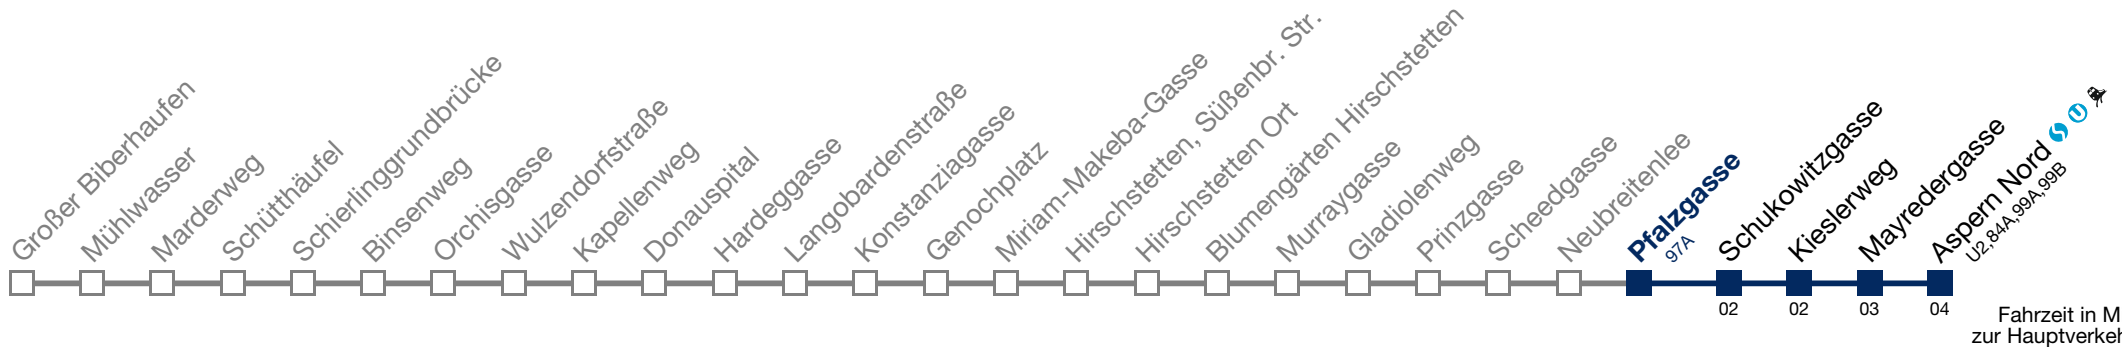 Großer Biberhaufen
Mühlwasser
Marderweg
Schütthäufel
Schierlinggrundbrücke
Binsenweg
Orchisgasse
Wulzendorfstraße
Kapellenweg
Donauspital
Hardeggasse
Langobardenstraße
Konstanziagasse
Genochplatz
Miriam-Makeba-Gasse
Hirschstetten, Süßenbr. Str.
Hirschstetten Ort
Blumengärten Hirschstetten
Murraygasse
Gladiolenweg
Prinzgasse
Scheedgasse
Neubreitenlee
Pfalzgasse
97A
Schukowitzgasse
Kieslerweg
Mayredergasse
Aspern Nord S U
U2,84A,99A,99B
02 02 03 04
Fahrzeit in M
zur Hauptverkeh